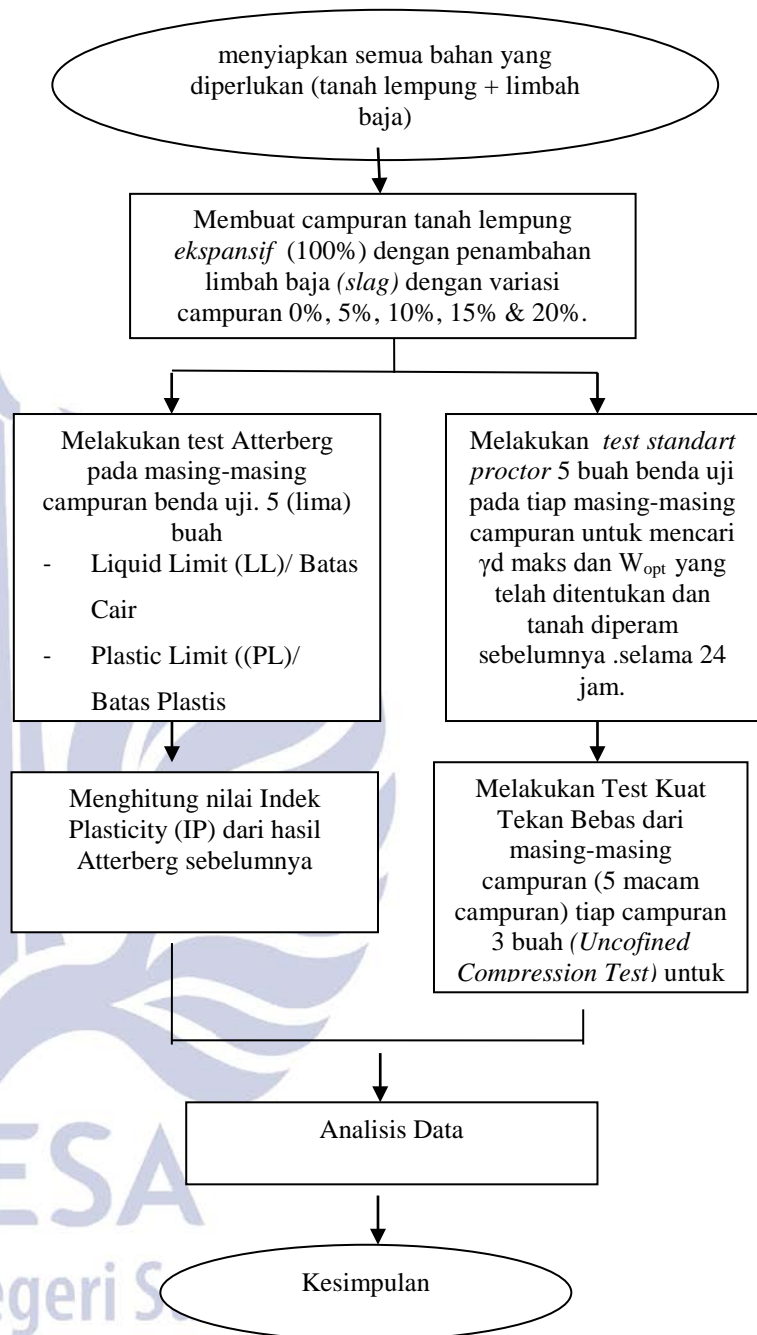 menyiapkan semua bahan yang
diperlukan (tanah lempung + limbah
baja)
Membuat campuran tanah lempung
ekspansif (100%) dengan penambahan
limbah baja (slag) dengan variasi
campuran 0%, 5%, 10%, 15% & 20%.
Melakukan test Atterberg
pada masing-masing
campuran benda uji. 5 (lima)
buah
- Liquid Limit (LL)/ Batas
Cair
- Plastic Limit ((PL)/
Batas Plastis
Melakukan test standart
proctor 5 buah benda uji
pada tiap masing-masing
campuran untuk mencari
γd maks dan Wopt yang
telah ditentukan dan
tanah diperam
sebelumnya .selama 24
jam.
Menghitung nilai Indek
Plasticity (IP) dari hasil
Atterberg sebelumnya
Melakukan Test Kuat
Tekan Bebas dari
masing-masing
campuran (5 macam
campuran) tiap campuran
3 buah (Uncofined
Compression Test) untuk
Analisis Data
ESA
egeri S
Kesimpulan